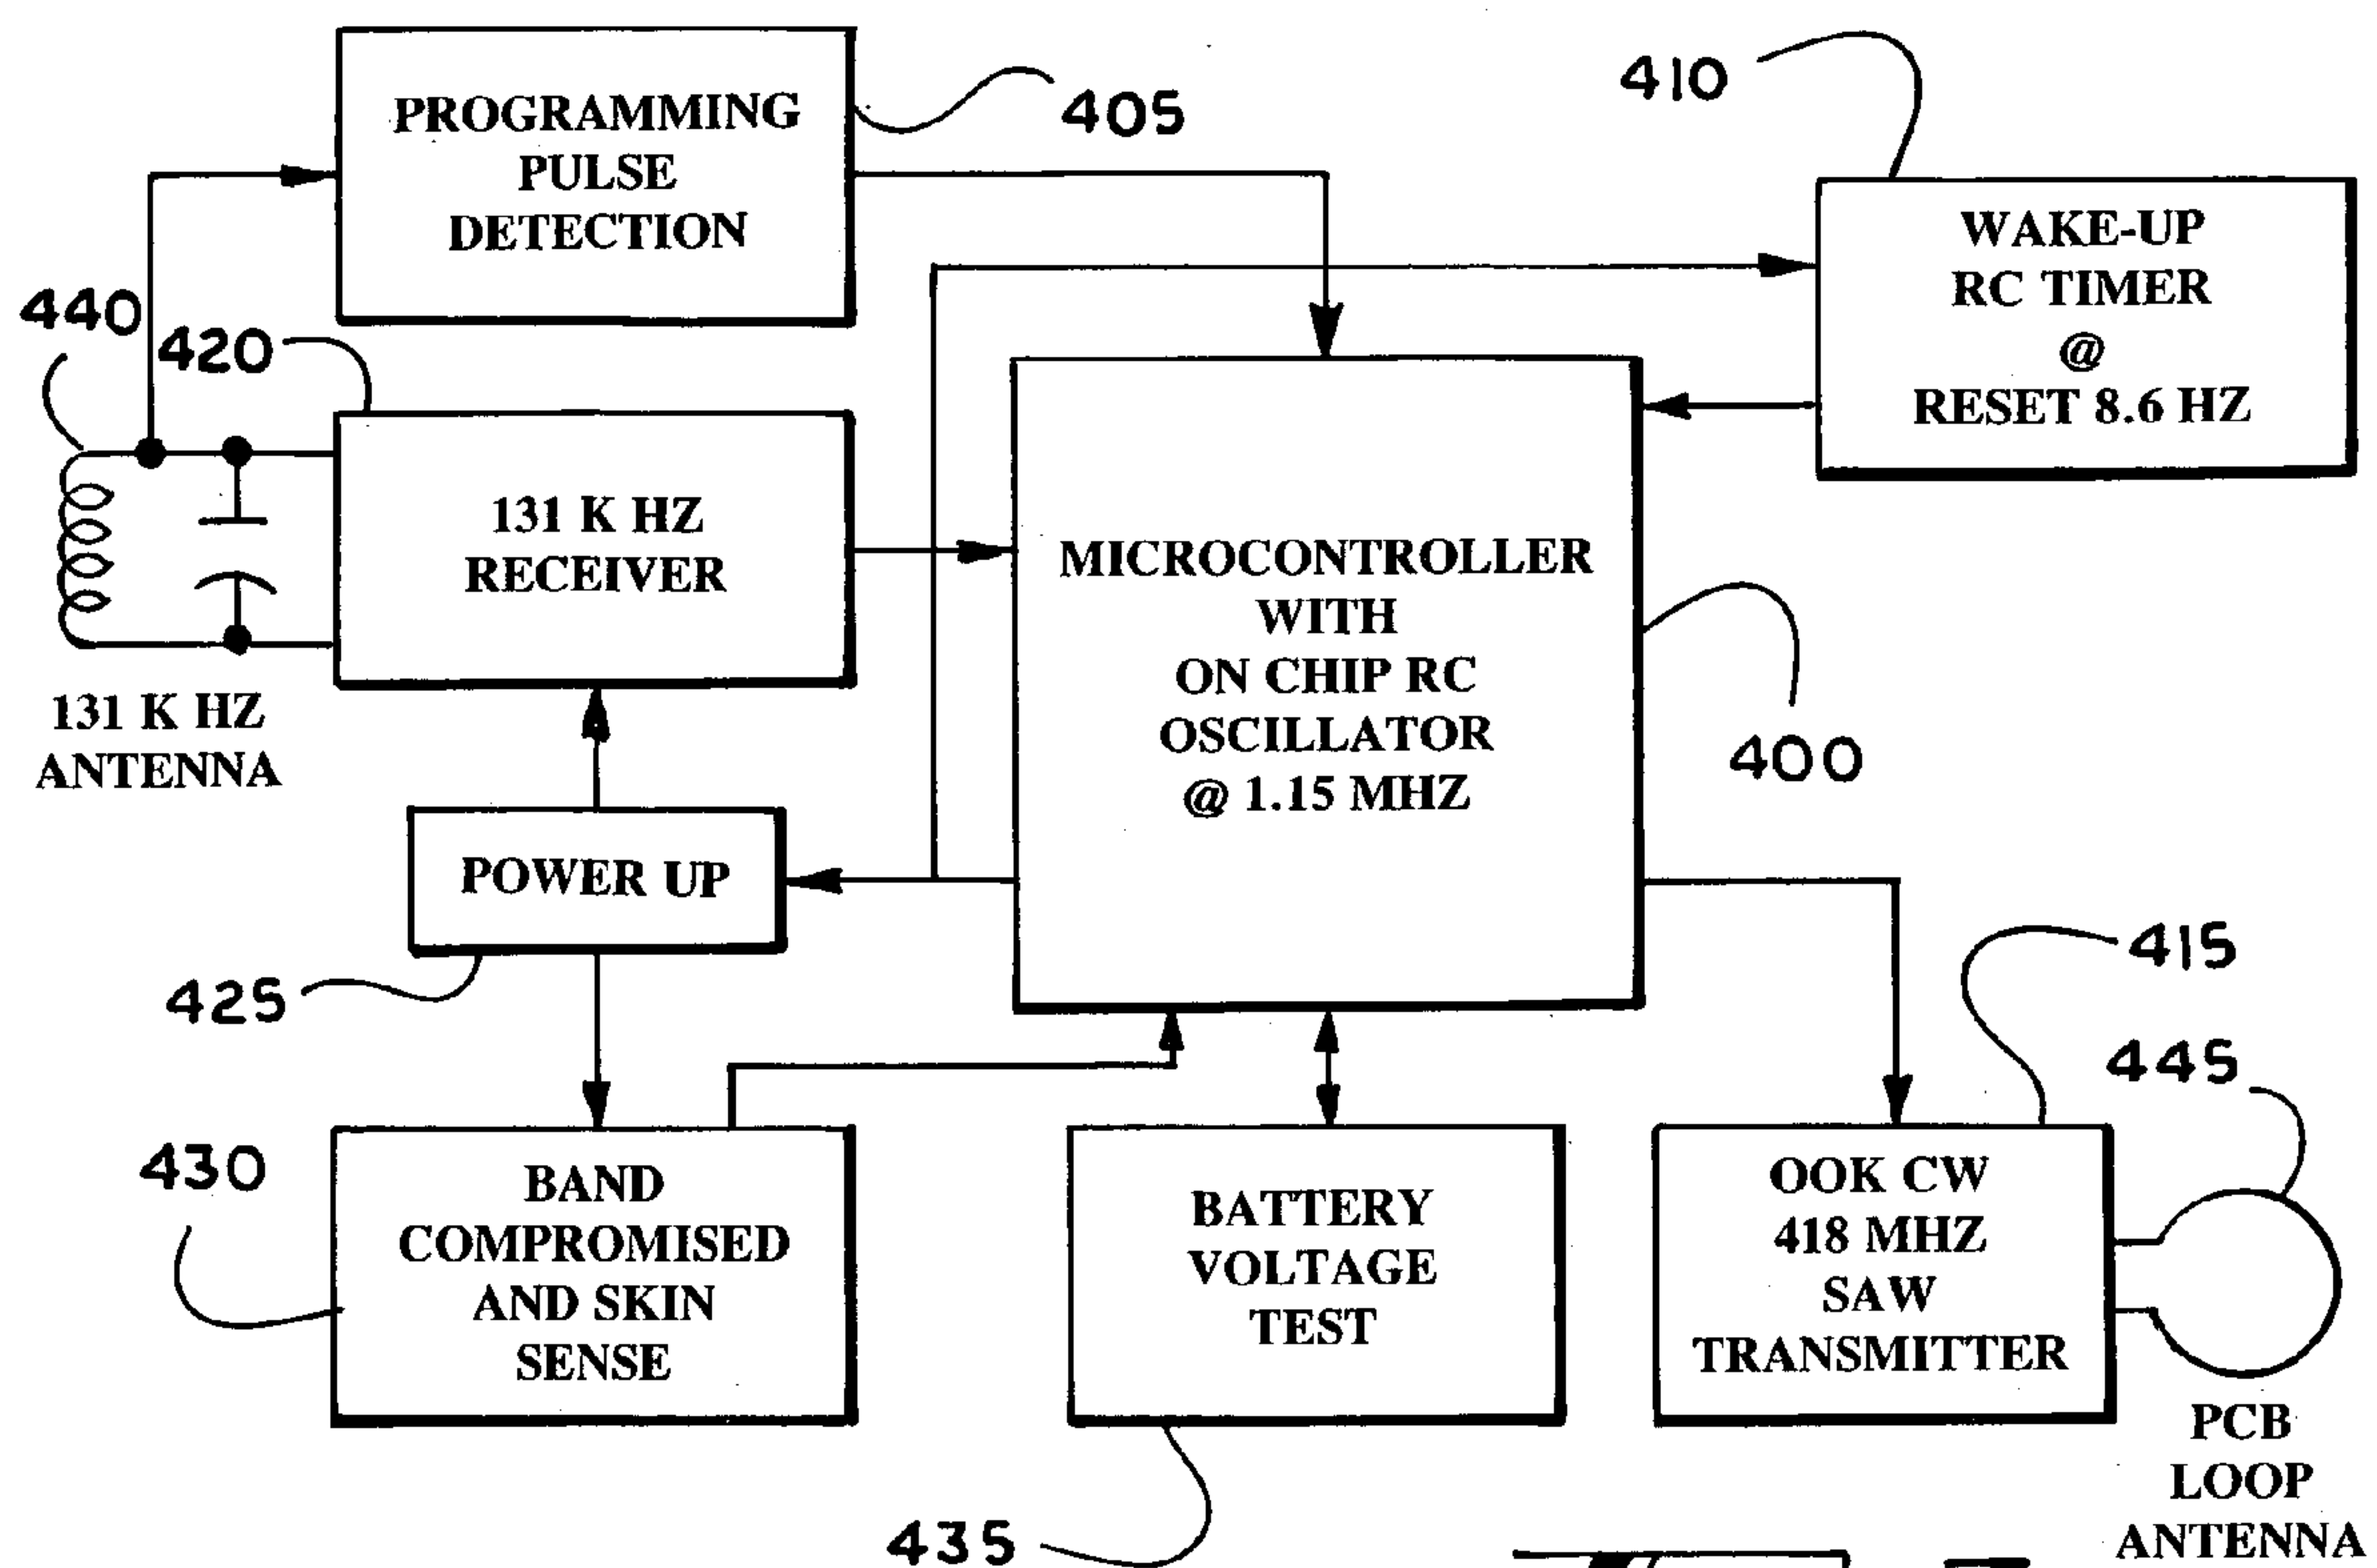 PROGRAMMING
PULSE
DETECTION
405
410
WAKE-UP
RC TIMER
@
RESET 8.6 HZ
440
420
131 K HZ
RECEIVER
131 K HZ
ANTENNA
MICROCONTROLLER
WITH
ON CHIP RC
OSCILLATOR
@ 1.15 MHZ
400
POWER UP
425
430
BAND
COMPROMISED
AND SKIN
SENSE
BATTERY
VOLTAGE
TEST
435
415
445
OOK CW
418 MHZ
SAW
TRANSMITTER
PCB
LOOP
ANTENNA